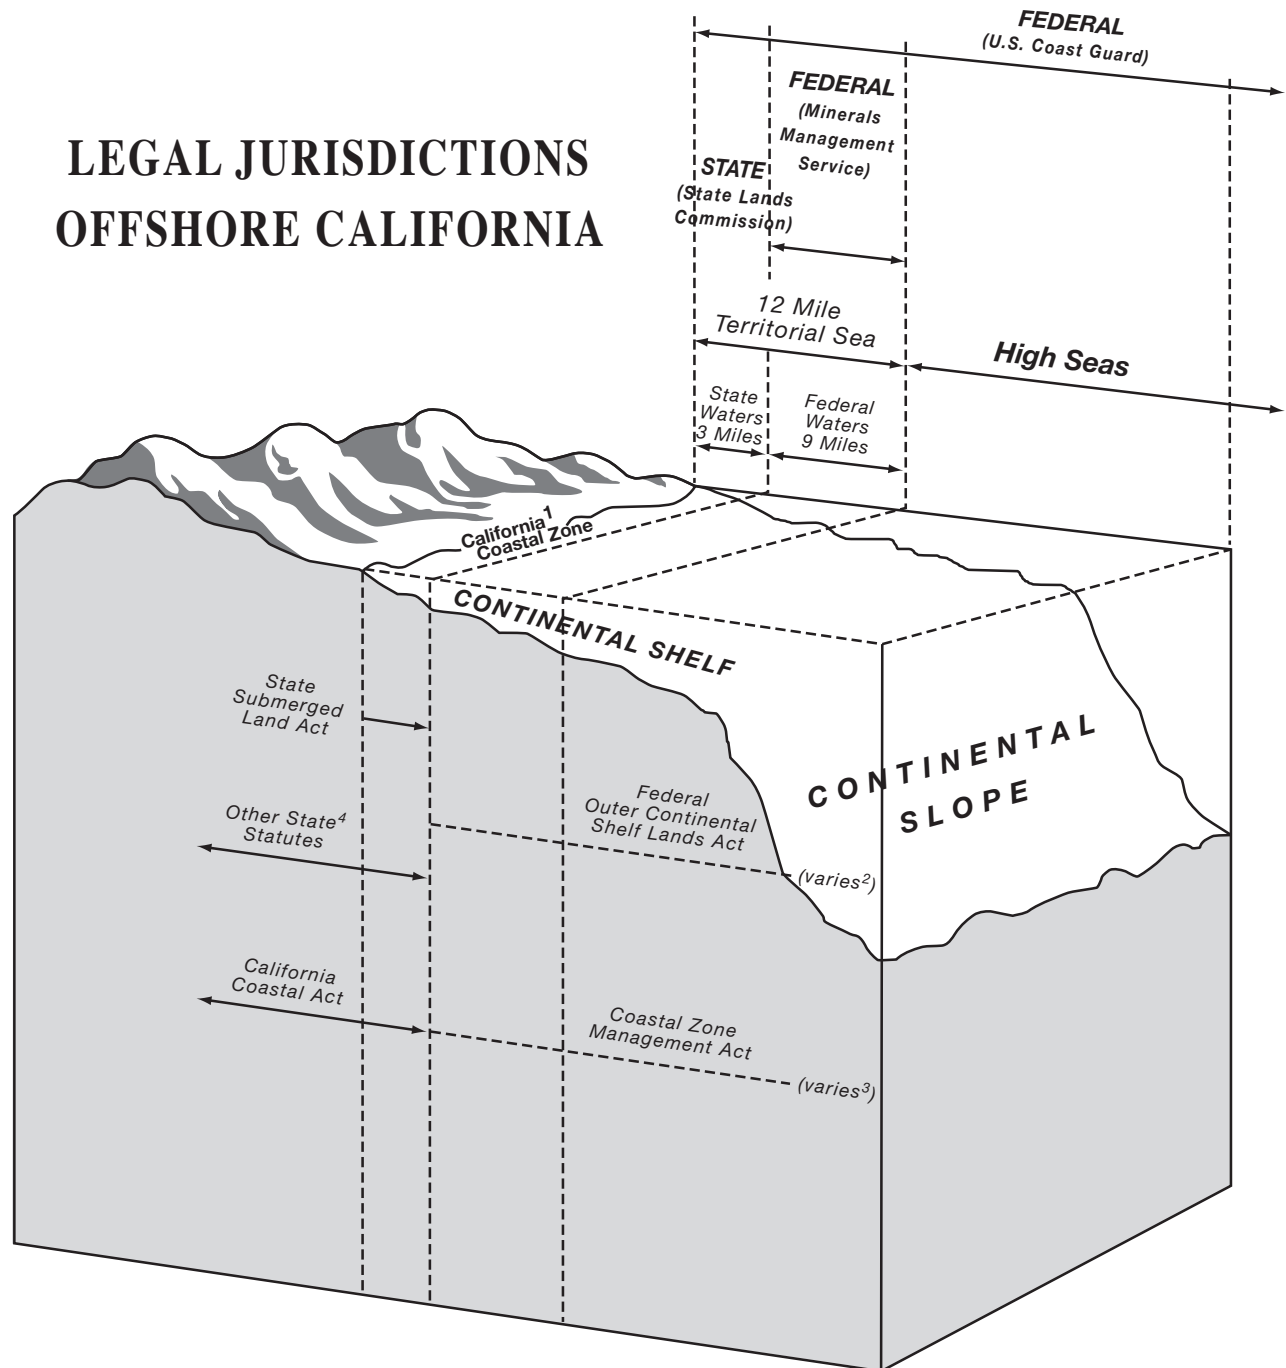 LEGAL JURISDICTIONS
OFFSHORE CALIFORNIA
FEDERAL
(U.S. Coast Guard)
FEDERAL
(Minerals
Management
Service)
STATE
(State Lands
Commission)
12 Mile
Territorial Sea
High Seas
State
Waters
3 Miles
Federal
Waters
9 Miles
California¹
Coastal Zone
CONTINENTAL SHELF
CONTINENTAL
SLOPE
State
Submerged
Land Act
Other State⁴
Statutes
Federal
Outer Continental
Shelf Lands Act
(varies²)
California
Coastal Act
Coastal Zone
Management Act
(varies³)